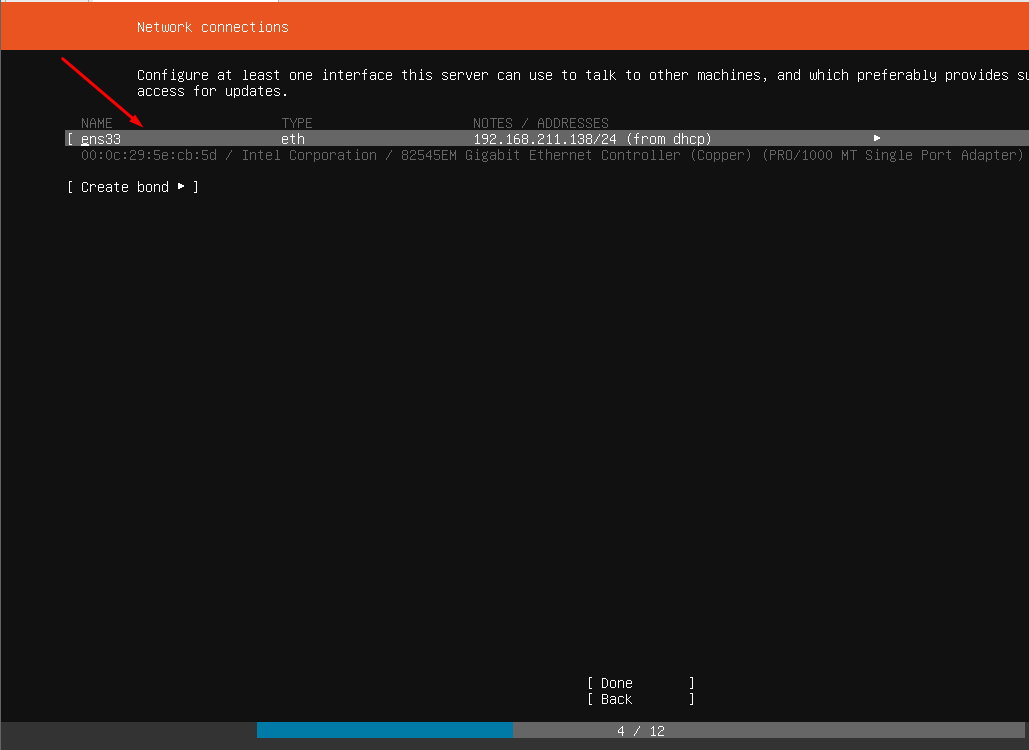 Network connections
Configure at least one interface this server can use to talk to other machines, and which preferably provides
access for updates.
NAME TYPE NOTES / ADDRESSES
[ ens33 eth 192.168.211.138/24 (from dhcp) ▸
00:0c:29:5e:cb:5d / Intel Corporation / 82545EM Gigabit Ethernet Controller (Copper) (PRO/1000 MT Single Port Adapter)
[ Create bond ▸ ]
[ Done ]
[ Back ]
4 / 12